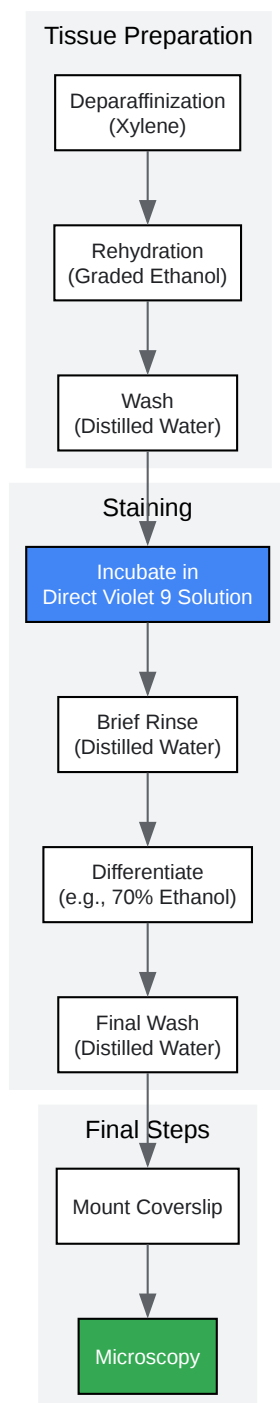 Tissue Preparation
Deparaffinization
(Xylene)
Rehydration
(Graded Ethanol)
Wash
(Distilled Water)
Staining
Incubate in
Direct Violet 9 Solution
Brief Rinse
(Distilled Water)
Differentiate
(e.g., 70% Ethanol)
Final Wash
(Distilled Water)
Final Steps
Mount Coverslip
Microscopy